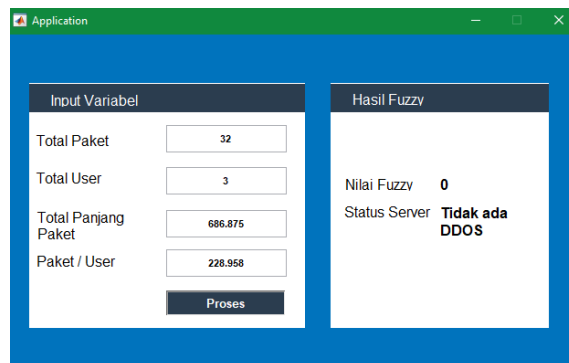 Application
Input Variabel
Total Paket
32
Total User
3
Total Panjang
Paket
686.875
Paket / User
228.958
Proses
Hasil Fuzzy
Nilai Fuzzy
0
Status Server
Tidak ada
DDOS